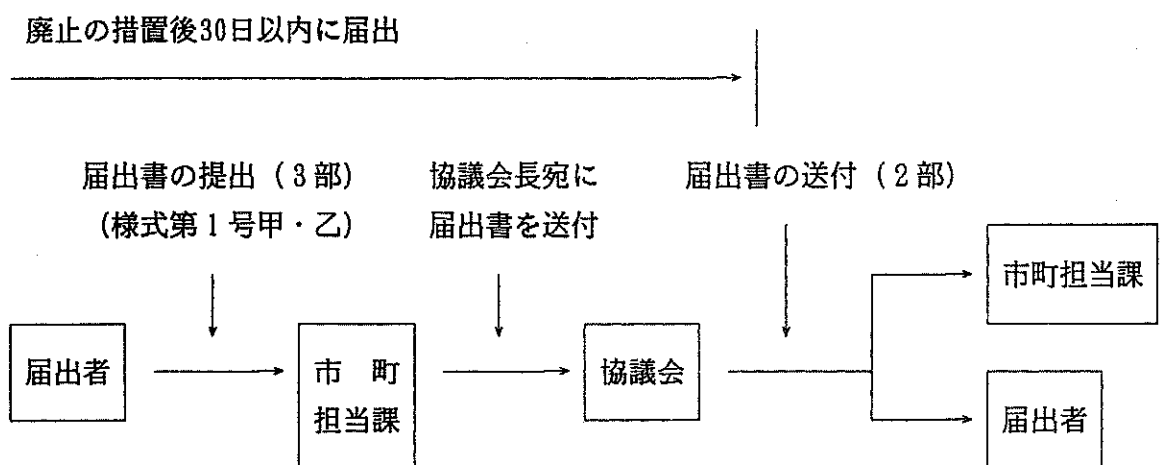 廃止の措置後30日以内に届出
届出書の提出(3部)
(様式第1号甲・乙)
協議会長宛に
届出書を送付
届出書の送付(2部)
届出者
市 町
担当課
協議会
市町担当課
届出者